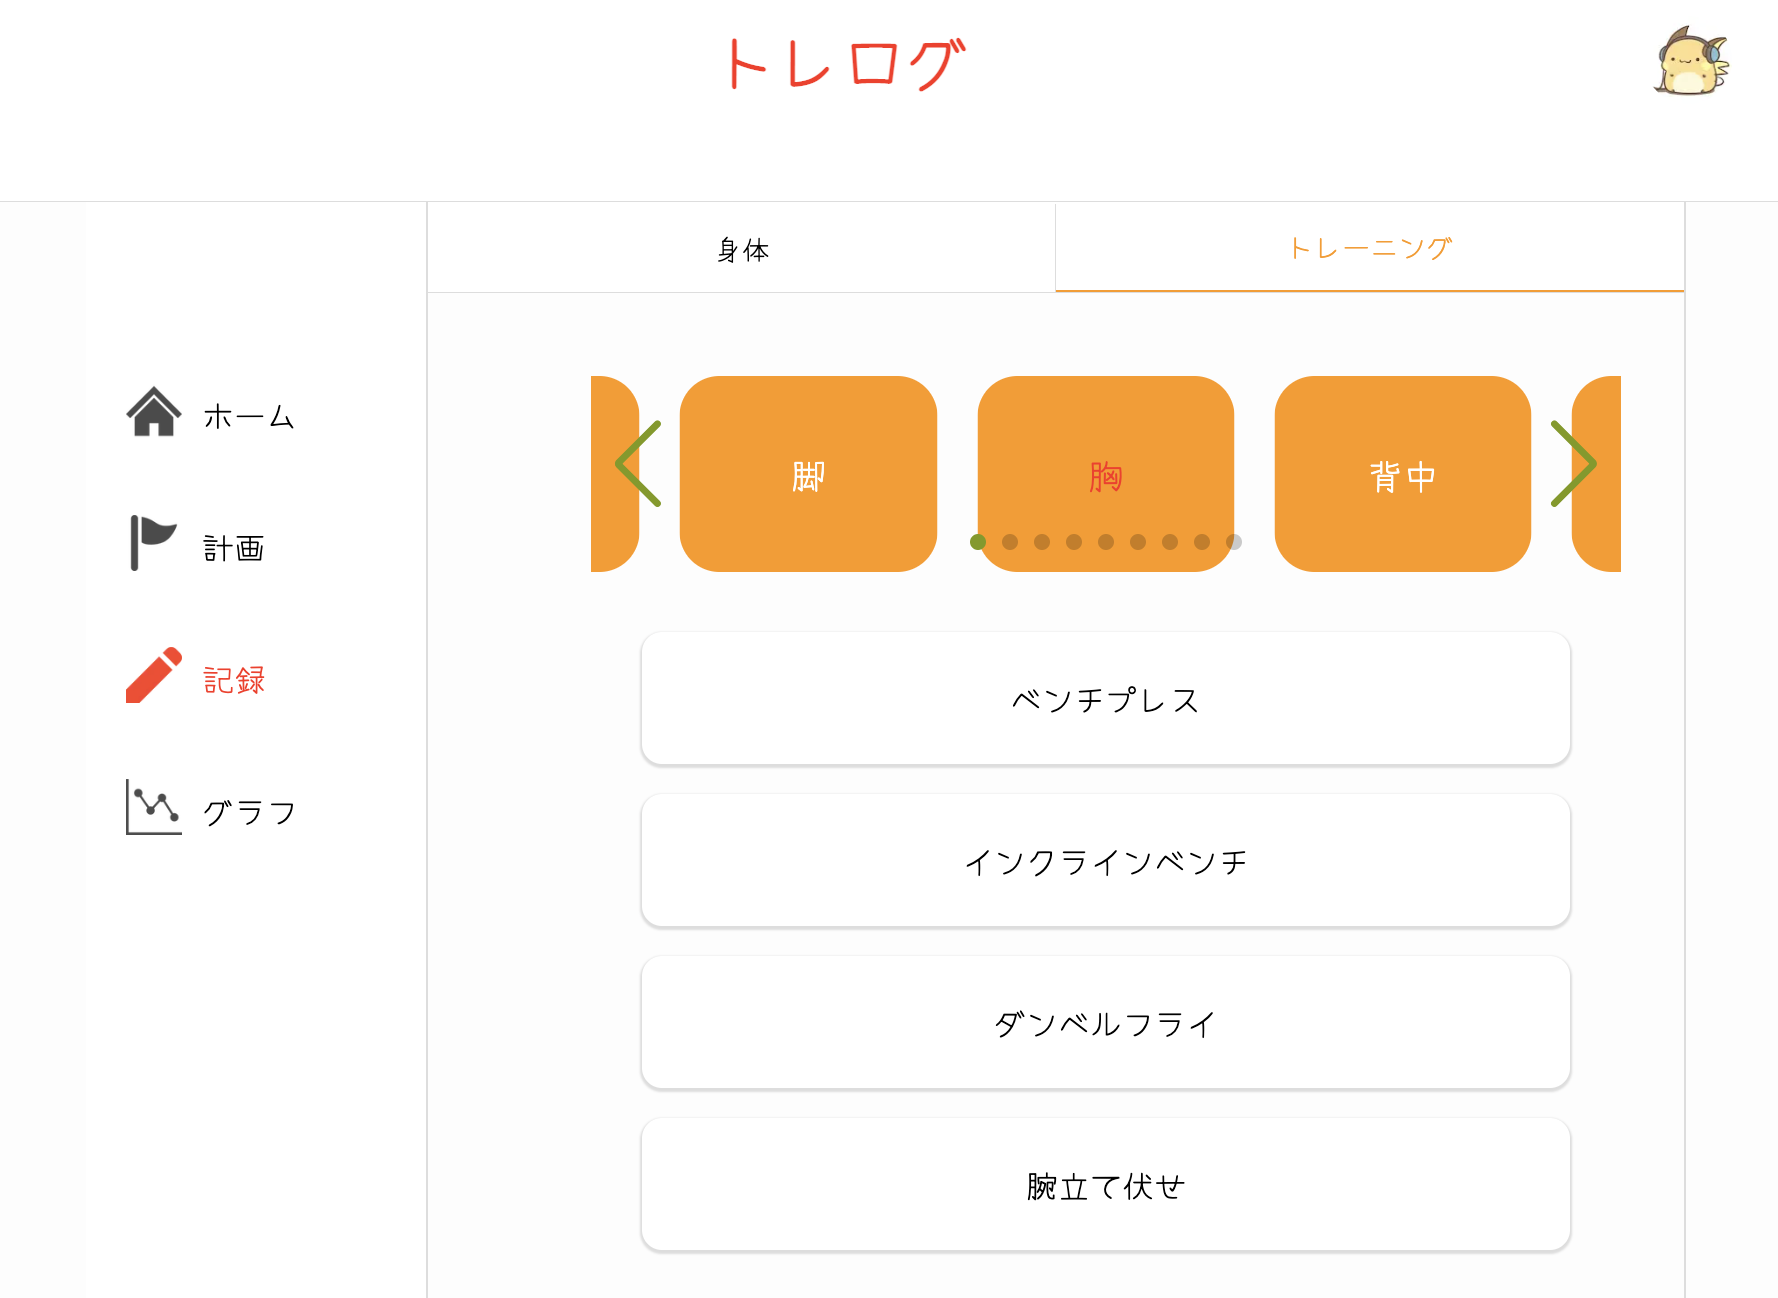 トレログ
身体
トレーニング
ホーム
計画
記録
グラフ
脚
胸
背中
ベンチプレス
インクラインベンチ
ダンベルフライ
腕立て伏せ